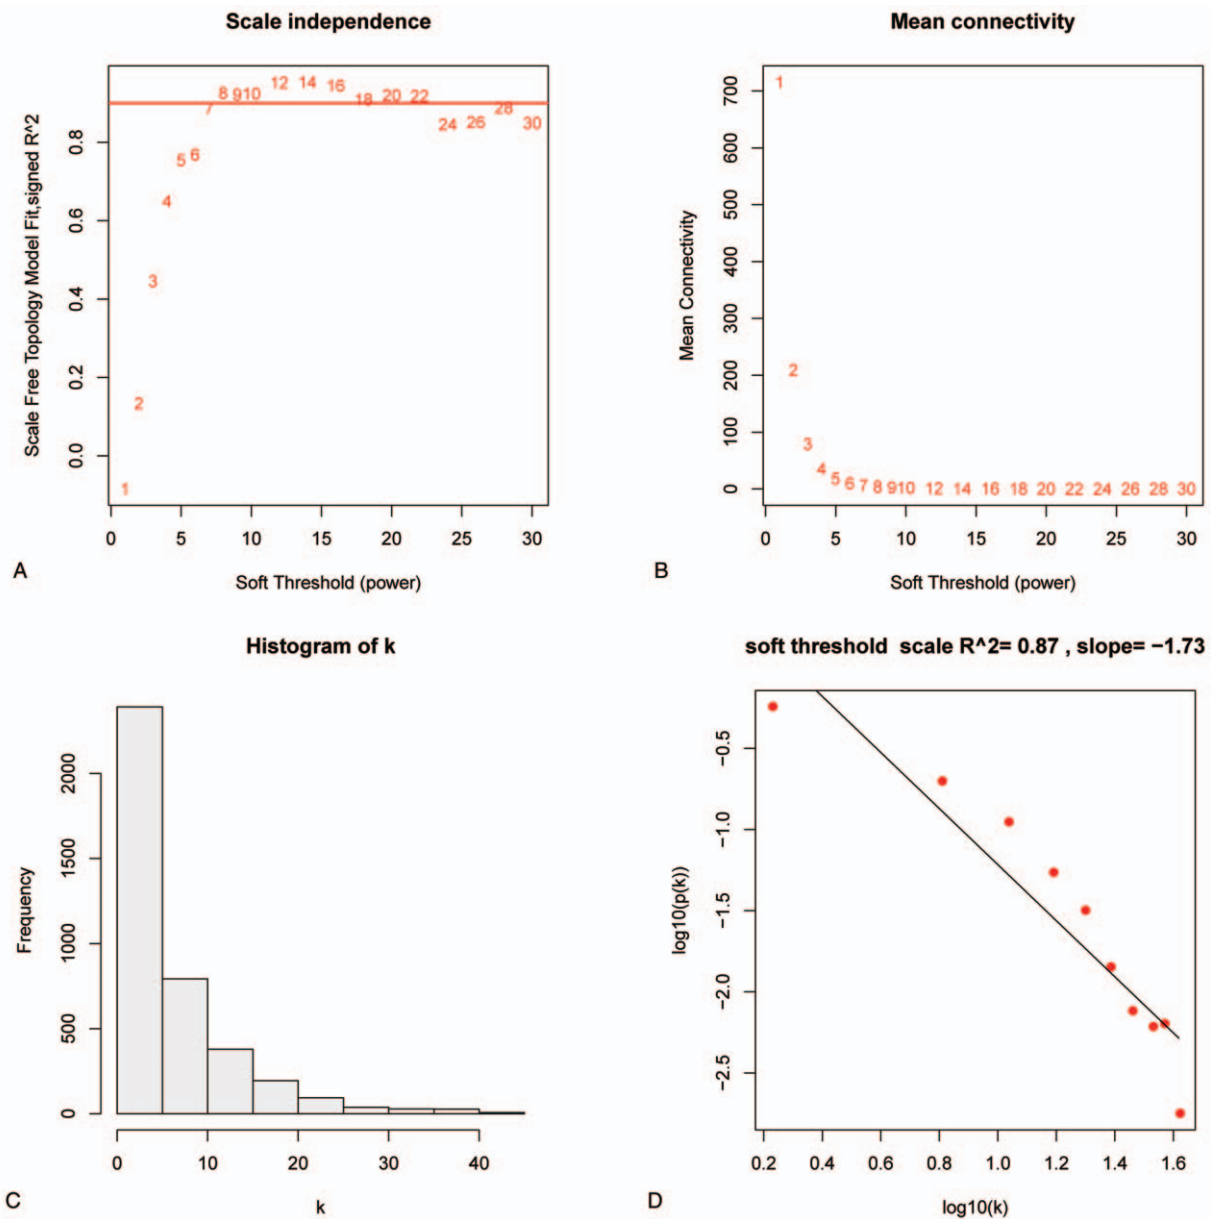 Scale independence
Scale Free Topology Model Fit,signed R^2
0.0 0.2 0.4 0.6 0.8
1 2 3 4 5 6 7 8 9 10 12 14 16 18 20 22 24 26 28 30
0 5 10 15 20 25 30
Soft Threshold (power)
A
Mean connectivity
Mean Connectivity
0 100 200 300 400 500 600 700
1 2 3 4 5 6 7 8 9 10 12 14 16 18 20 22 24 26 28 30
0 5 10 15 20 25 30
Soft Threshold (power)
B
Histogram of k
Frequency
0 500 1000 1500 2000
0 10 20 30 40
k
C
soft threshold scale R^2= 0.87 , slope= −1.73
log10(p(k))
−2.5 −2.0 −1.5 −1.0 −0.5
0.2 0.4 0.6 0.8 1.0 1.2 1.4 1.6
log10(k)
D